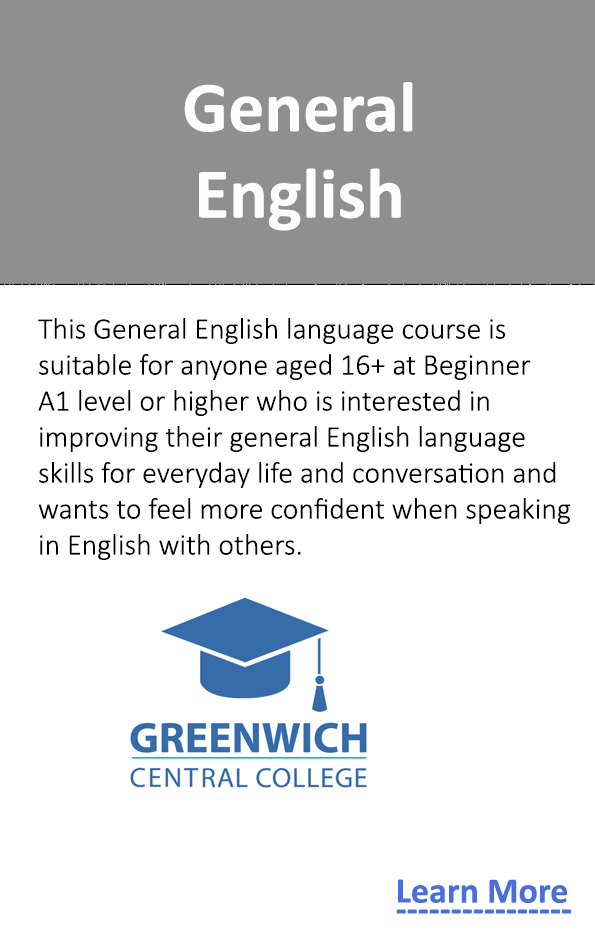 General
English
This General English language course is
suitable for anyone aged 16+ at Beginner
A1 level or higher who is interested in
improving their general English language
skills for everyday life and conversation and
wants to feel more confident when speaking
in English with others.
GREENWICH
CENTRAL COLLEGE
Learn More